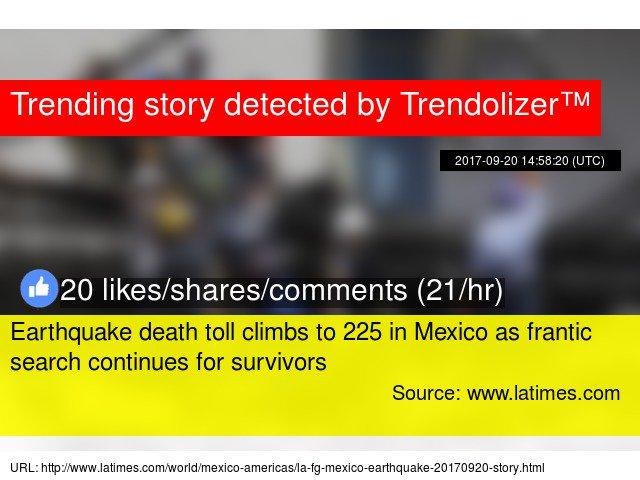 Trending story detected by Trendolizer™
2017-09-20 14:58:20 (UTC)
20 likes/shares/comments (21/hr)
Earthquake death toll climbs to 225 in Mexico as frantic
search continues for survivors
Source: www.latimes.com
URL: http://www.latimes.com/world/mexico-americas/la-fg-mexico-earthquake-20170920-story.html